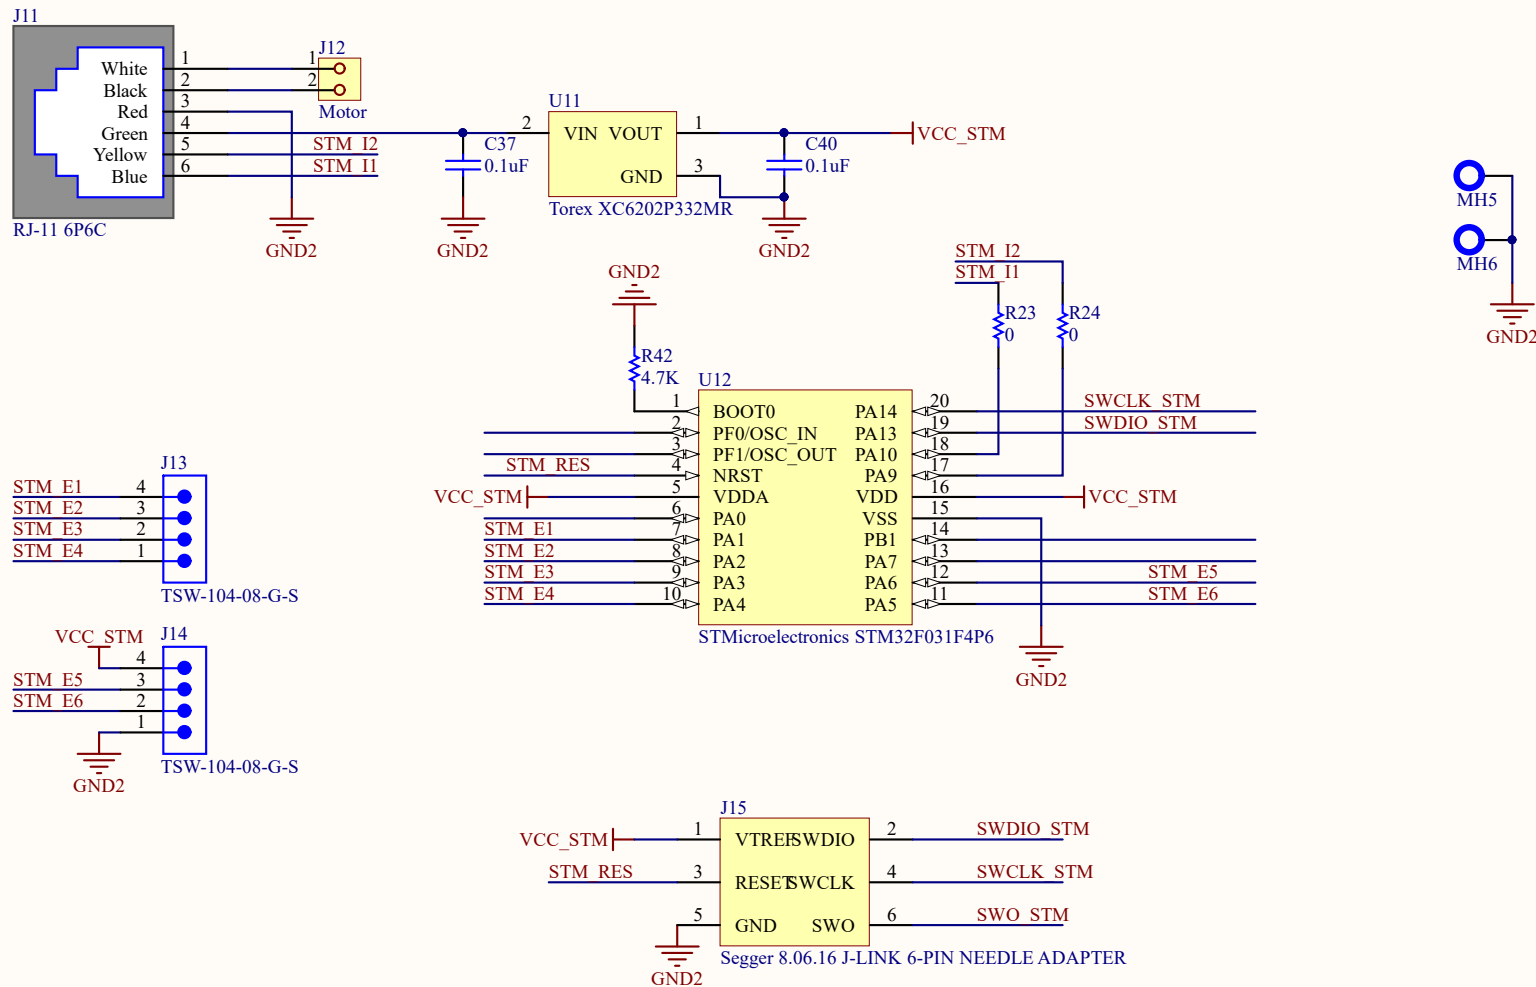 J11
White 1
Black 2
Red 3
Green 4
Yellow 5
Blue 6
RJ-11 6P6C
J12
1
2
Motor
STM_I2
STM_I1
GND2
C37
0.1uF
GND2
U11
2 VIN VOUT 1
GND 3
Torex XC6202P332MR
C40
0.1uF
VCC_STM
GND2
MH5
MH6
GND2
GND2
R42
4.7K
STM_I2
STM_I1
R23
0
R24
0
U12
1 BOOT0 PA14 20 SWCLK_STM
2 PF0/OSC_IN PA13 19 SWDIO_STM
3 PF1/OSC_OUT PA10 18
STM_RES 4 NRST PA9 17
VCC_STM 5 VDDA VDD 16 VCC_STM
6 PA0 VSS 15
STM_E1 7 PA1 PB1 14
STM_E2 8 PA2 PA7 13
STM_E3 9 PA3 PA6 12 STM_E5
STM_E4 10 PA4 PA5 11 STM_E6
STMicroelectronics STM32F031F4P6
GND2
J13
STM_E1 4
STM_E2 3
STM_E3 2
STM_E4 1
TSW-104-08-G-S
VCC_STM
J14
4
STM_E5 3
STM_E6 2
1
GND2
TSW-104-08-G-S
J15
VCC_STM 1 VTREF SWDIO 2 SWDIO_STM
STM_RES 3 RESET SWCLK 4 SWCLK_STM
5 GND SWO 6 SWO_STM
GND2
Segger 8.06.16 J-LINK 6-PIN NEEDLE ADAPTER